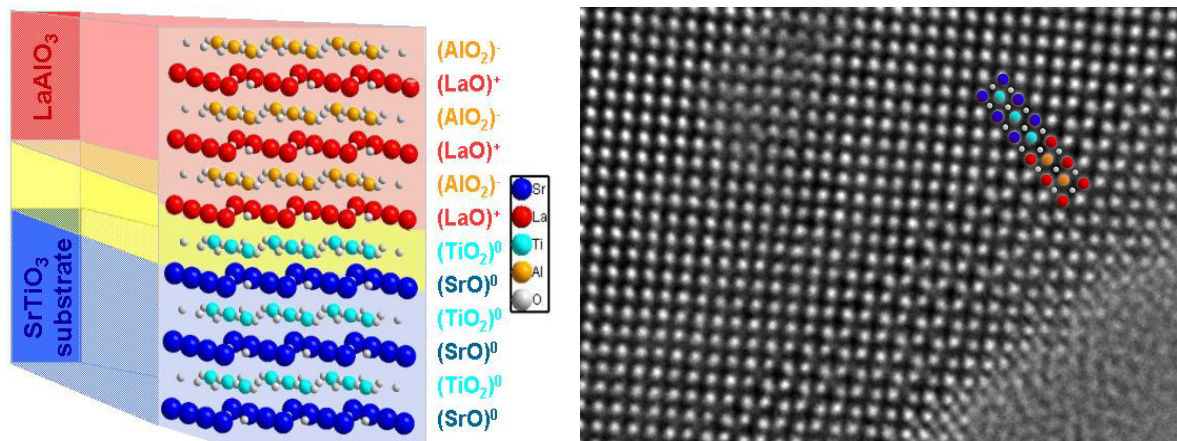 LaAlO₃
SrTiO₃
substrate
(AlO₂)⁻
(LaO)⁺
(AlO₂)⁻
(LaO)⁺
(AlO₂)⁻
(LaO)⁺
(TiO₂)⁰
(SrO)⁰
(TiO₂)⁰
(SrO)⁰
(TiO₂)⁰
(SrO)⁰
Sr
La
Ti
Al
O